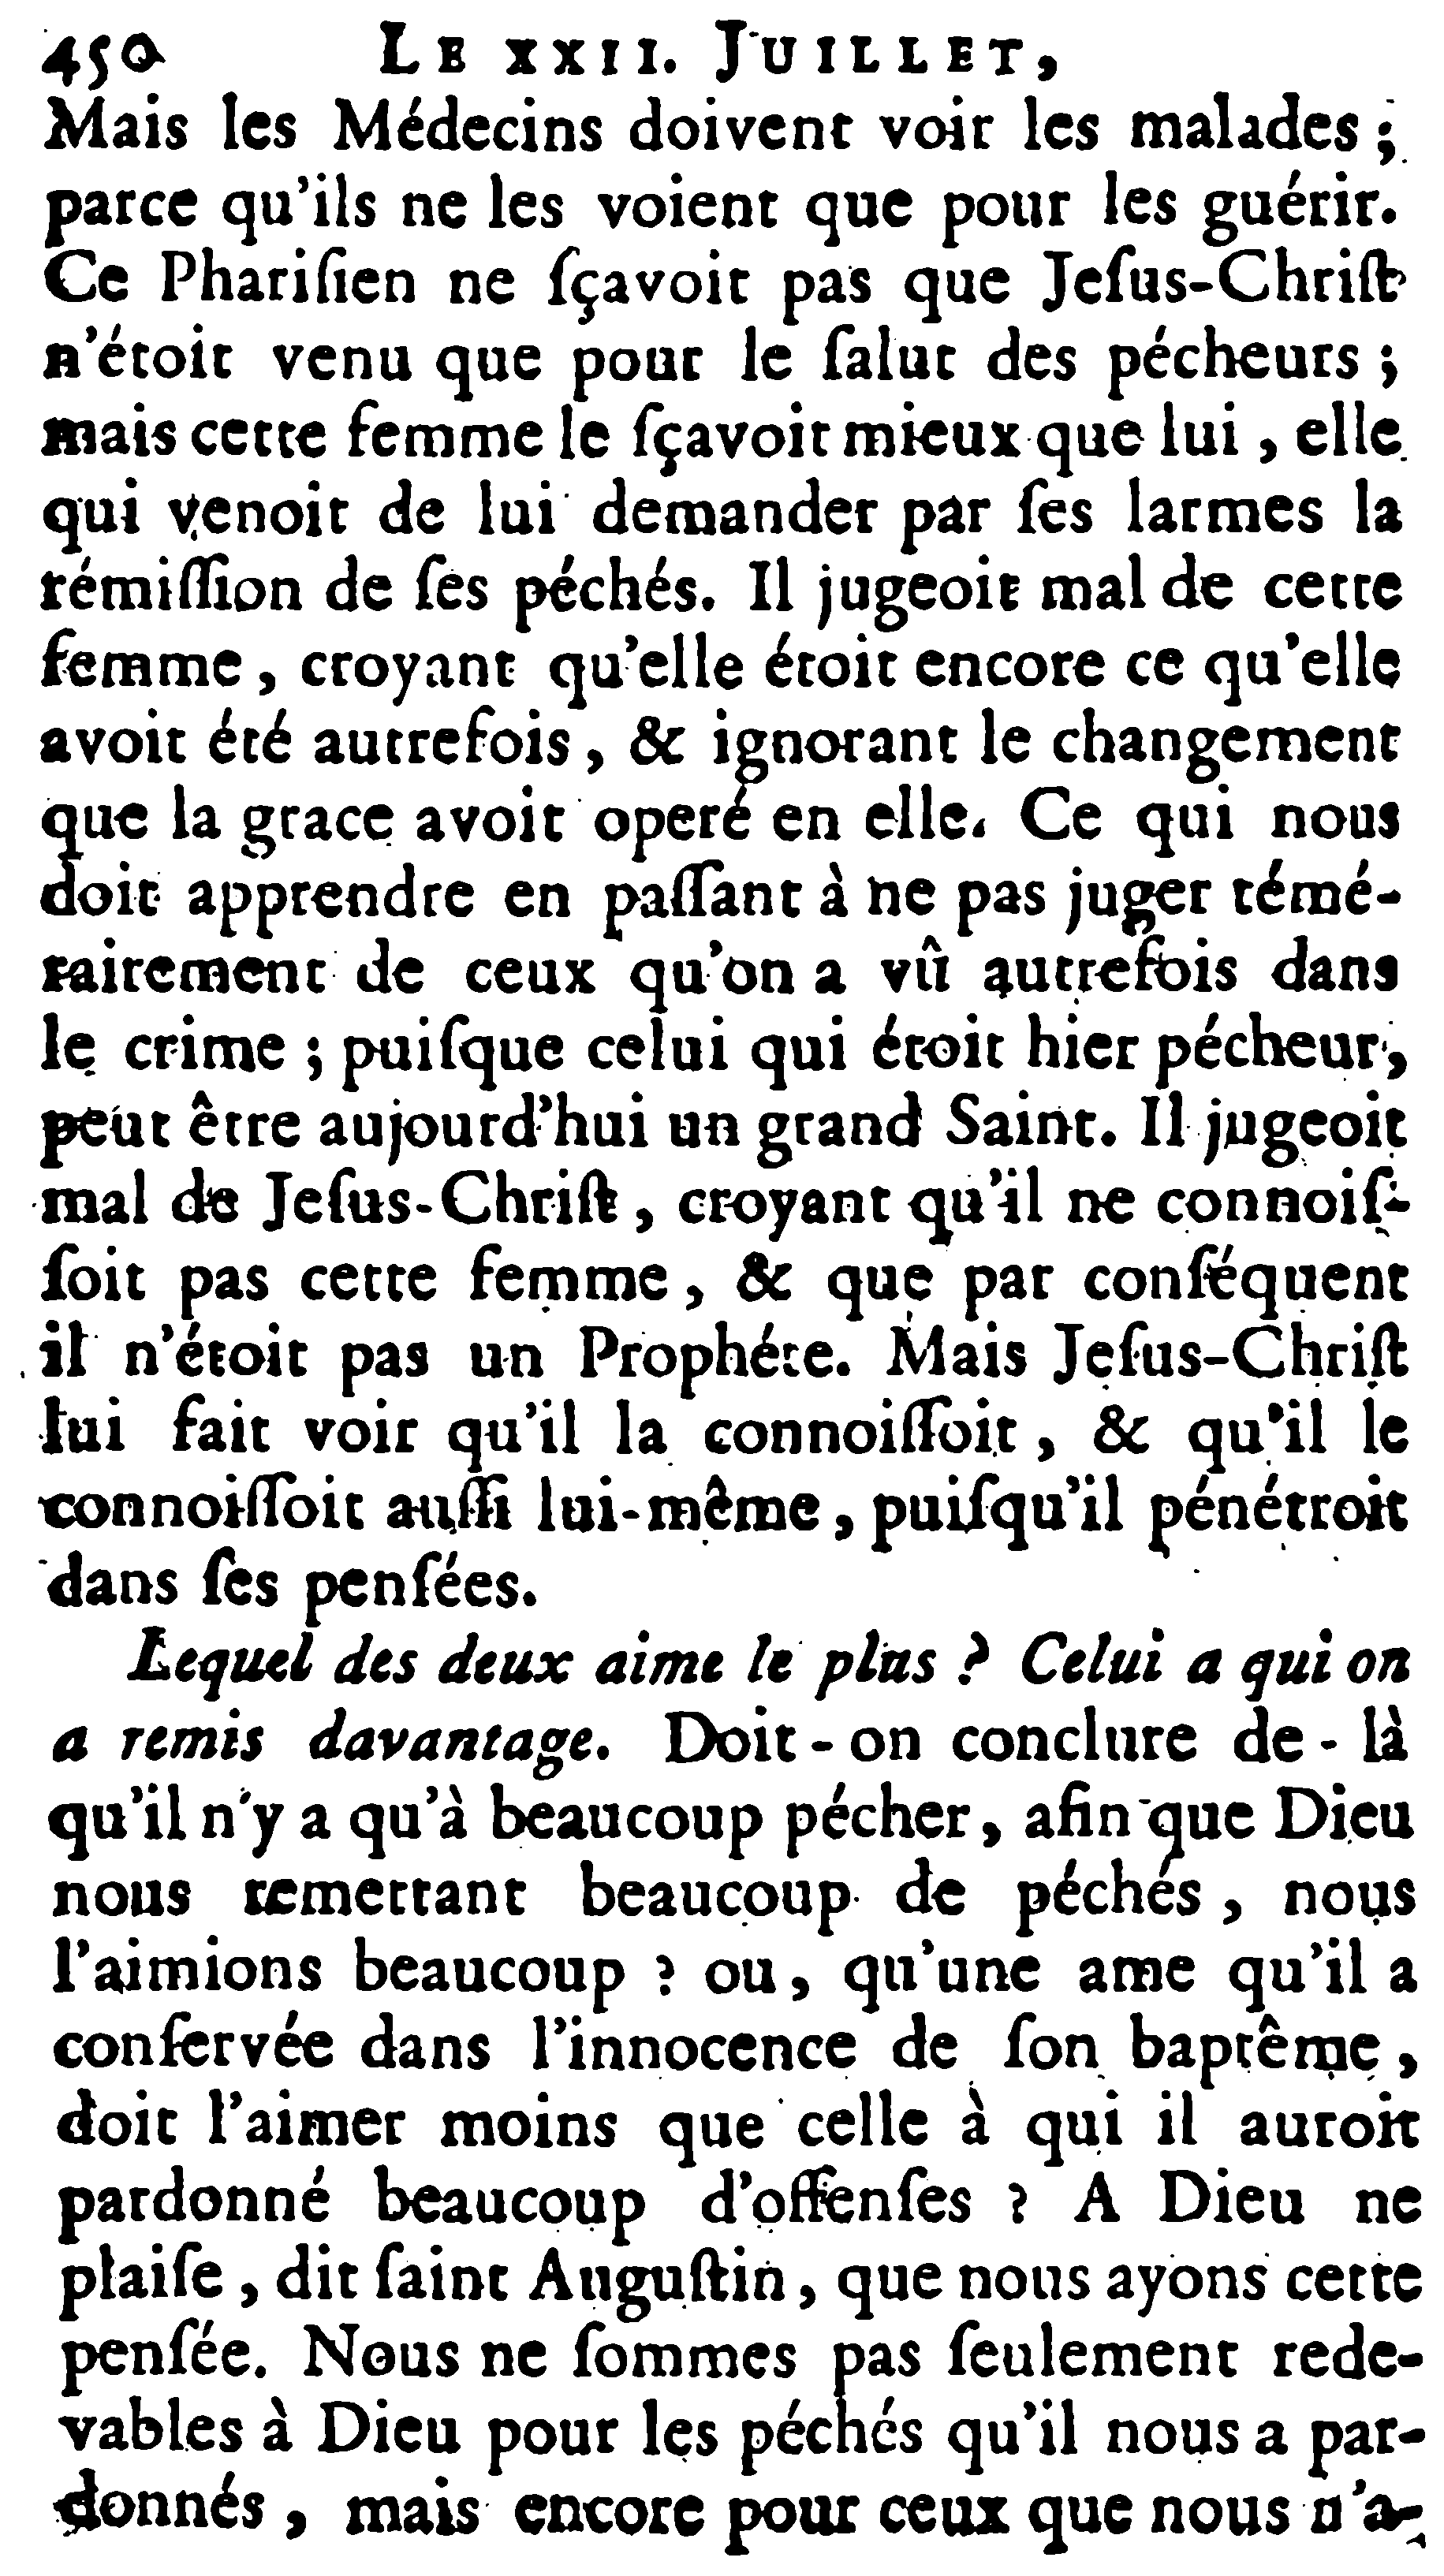 450 LE XXII. JUILLET,
Mais les Médecins doivent voir les malades ;
parce qu'ils ne les voient que pour les guérir.
Ce Phariſien ne ſçavoit pas que Jeſus-Chriſt
n'étoit venu que pour le ſalut des pécheurs ;
mais cette femme le ſçavoit mieux que lui, elle
qui venoit de lui demander par ſes larmes la
rémiſſion de ſes péchés. Il jugeoit mal de cette
femme, croyant qu'elle étoit encore ce qu'elle
avoit été autrefois, & ignorant le changement
que la grace avoit operé en elle. Ce qui nous
doit apprendre en paſſant à ne pas juger témé-
rairement de ceux qu'on a vû autrefois dans
le crime ; puiſque celui qui étoit hier pécheur,
peut être aujourd'hui un grand Saint. Il jugeoit
mal de Jeſus-Chriſt, croyant qu'il ne connoiſ-
ſoit pas cette femme, & que par conſéquent
il n'étoit pas un Prophéte. Mais Jeſus-Chriſt
lui fait voir qu'il la connoiſſoit, & qu'il le
connoiſſoit auſſi lui-même, puiſqu'il pénétroit
dans ſes penſées.
Lequel des deux aime le plus ? Celui a qui on
a remis davantage. Doit-on conclure de-là
qu'il n'y a qu'à beaucoup pécher, afin que Dieu
nous remettant beaucoup de péchés, nous
l'aimions beaucoup ? ou, qu'une ame qu'il a
conſervée dans l'innocence de ſon baptême,
doit l'aimer moins que celle à qui il auroit
pardonné beaucoup d'offenſes ? A Dieu ne
plaiſe, dit ſaint Auguſtin, que nous ayons cette
penſée. Nous ne ſommes pas ſeulement rede-
vables à Dieu pour les péchés qu'il nous a par-
donnés, mais encore pour ceux que nous n'a-